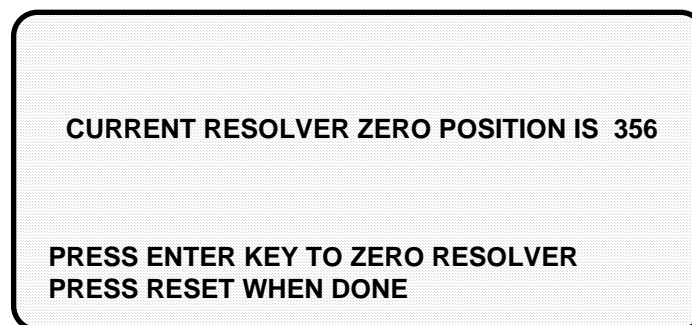 CURRENT RESOLVER ZERO POSITION IS 356
PRESS ENTER KEY TO ZERO RESOLVER
PRESS RESET WHEN DONE